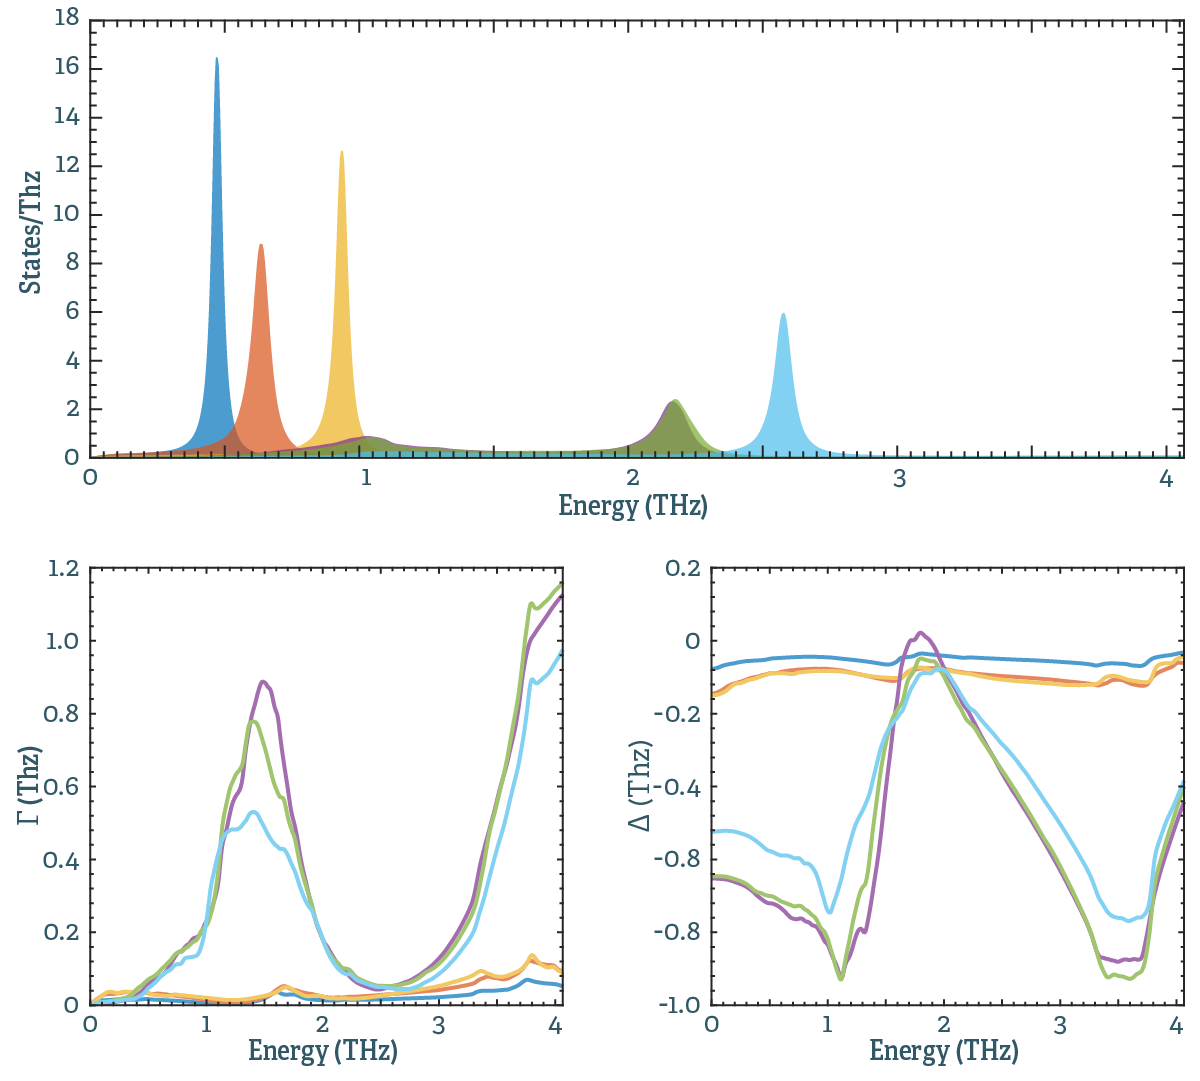 18
16
14
12
10
8
6
4
2
0
States/Thz
0 1 2 3 4
Energy (THz)
1.2
1.0
0.8
0.6
0.4
0.2
0
Γ (Thz)
0 1 2 3 4
Energy (THz)
0.2
0
-0.2
-0.4
-0.8
-0.8
-1.0
Δ (Thz)
0 1 2 3 4
Energy (THz)